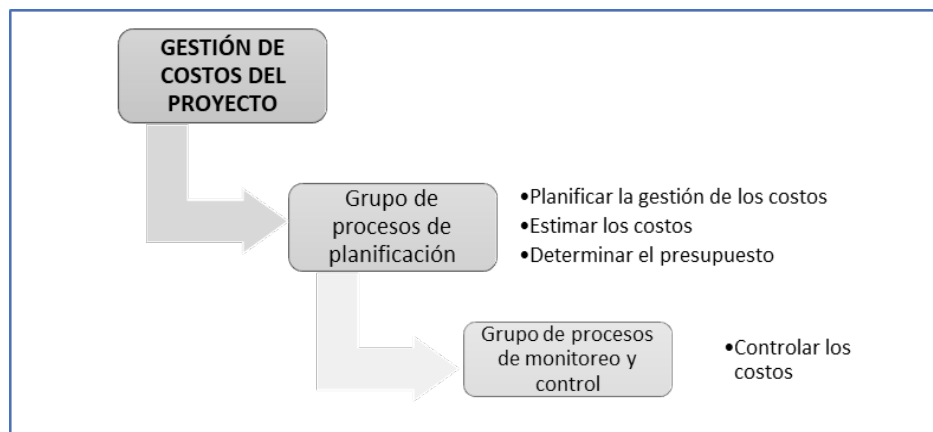 GESTIÓN DE
COSTOS DEL
PROYECTO
Grupo de
procesos de
planificación
•Planificar la gestión de los costos
•Estimar los costos
•Determinar el presupuesto
Grupo de procesos
de monitoreo y
control
•Controlar los
costos